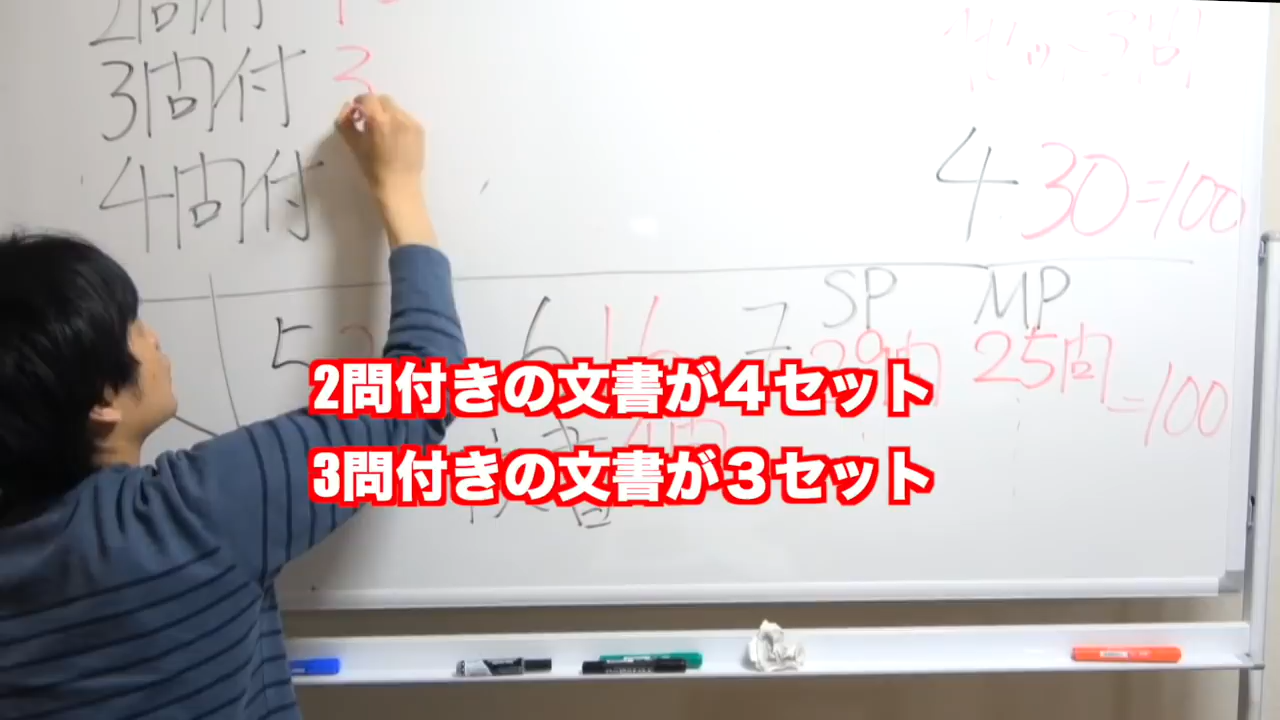 2問付
3問付 3
4問付
4 30=100
SP MP
5 6 16 7 29問 25問
=100
2問付きの文書が４セット
3問付きの文書が３セット